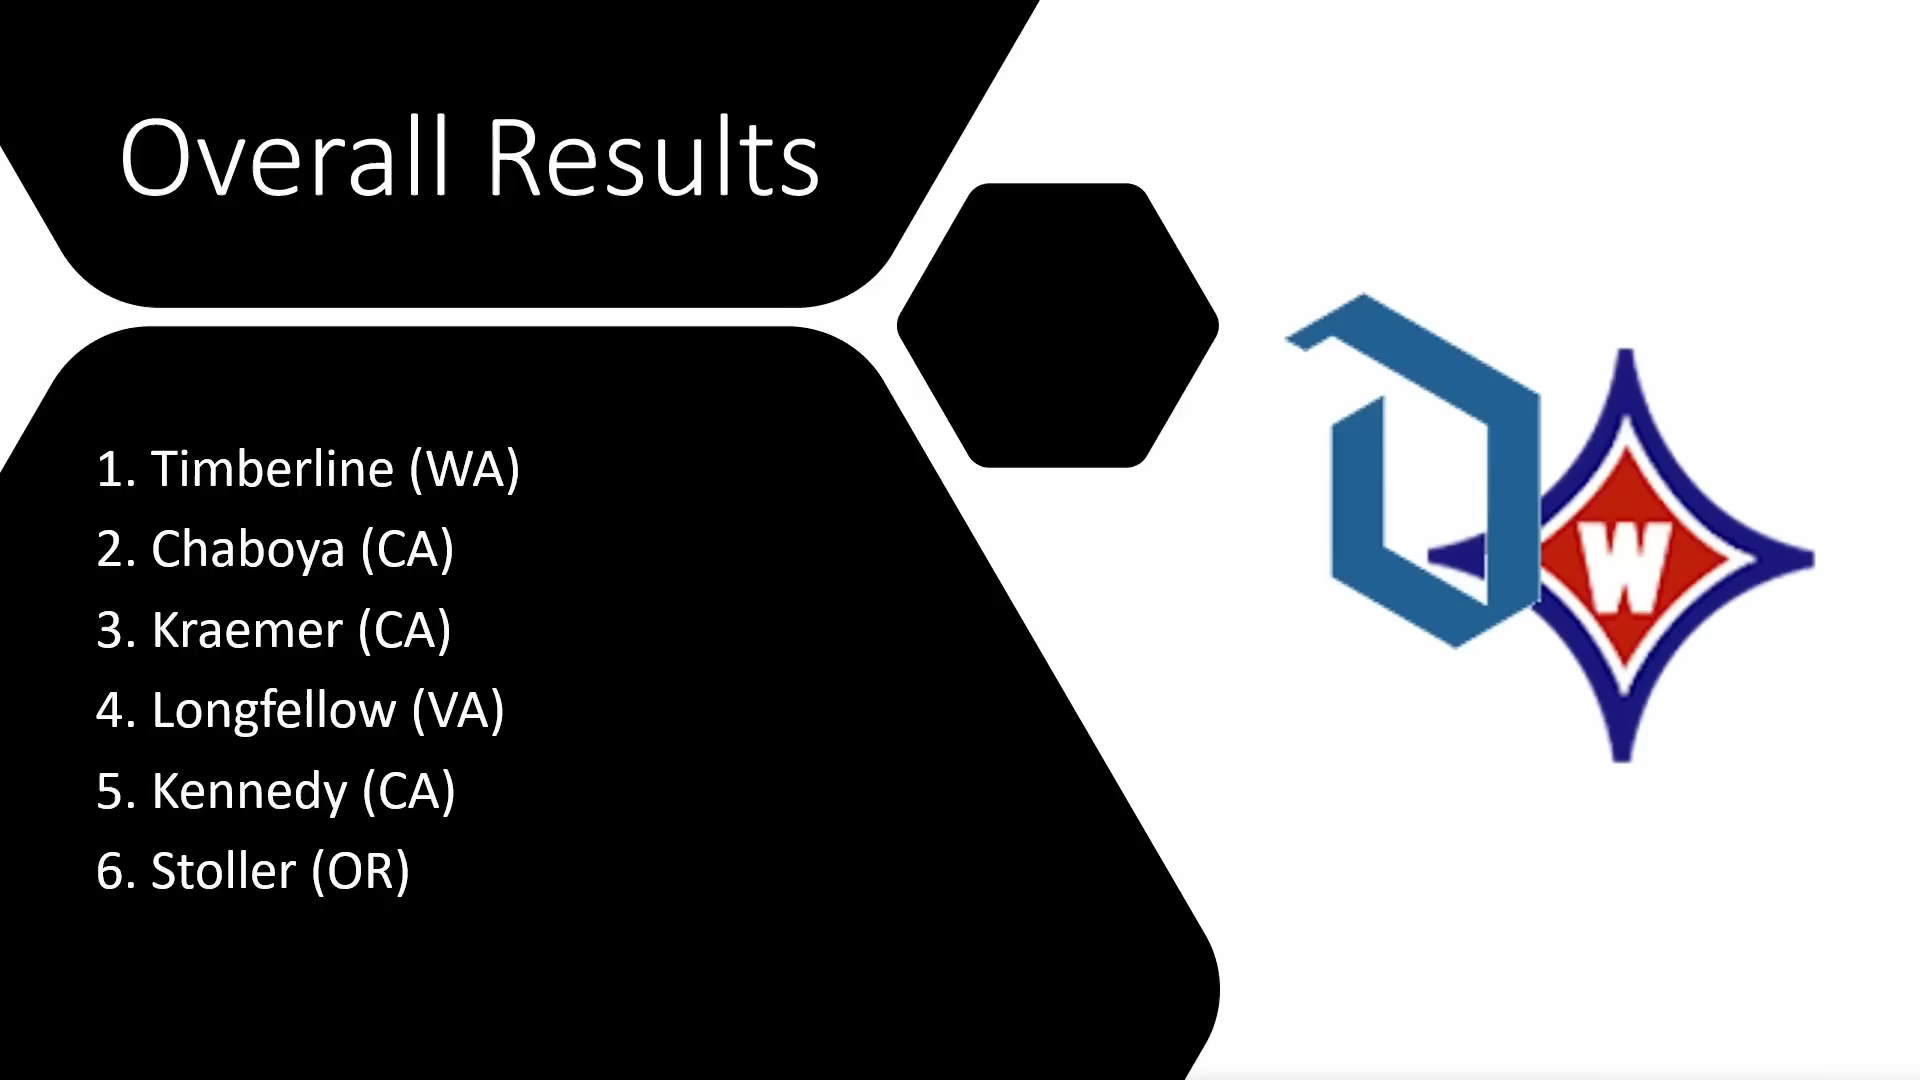 Overall Results
1. Timberline (WA)
2. Chaboya (CA)
3. Kraemer (CA)
4. Longfellow (VA)
5. Kennedy (CA)
6. Stoller (OR)
W